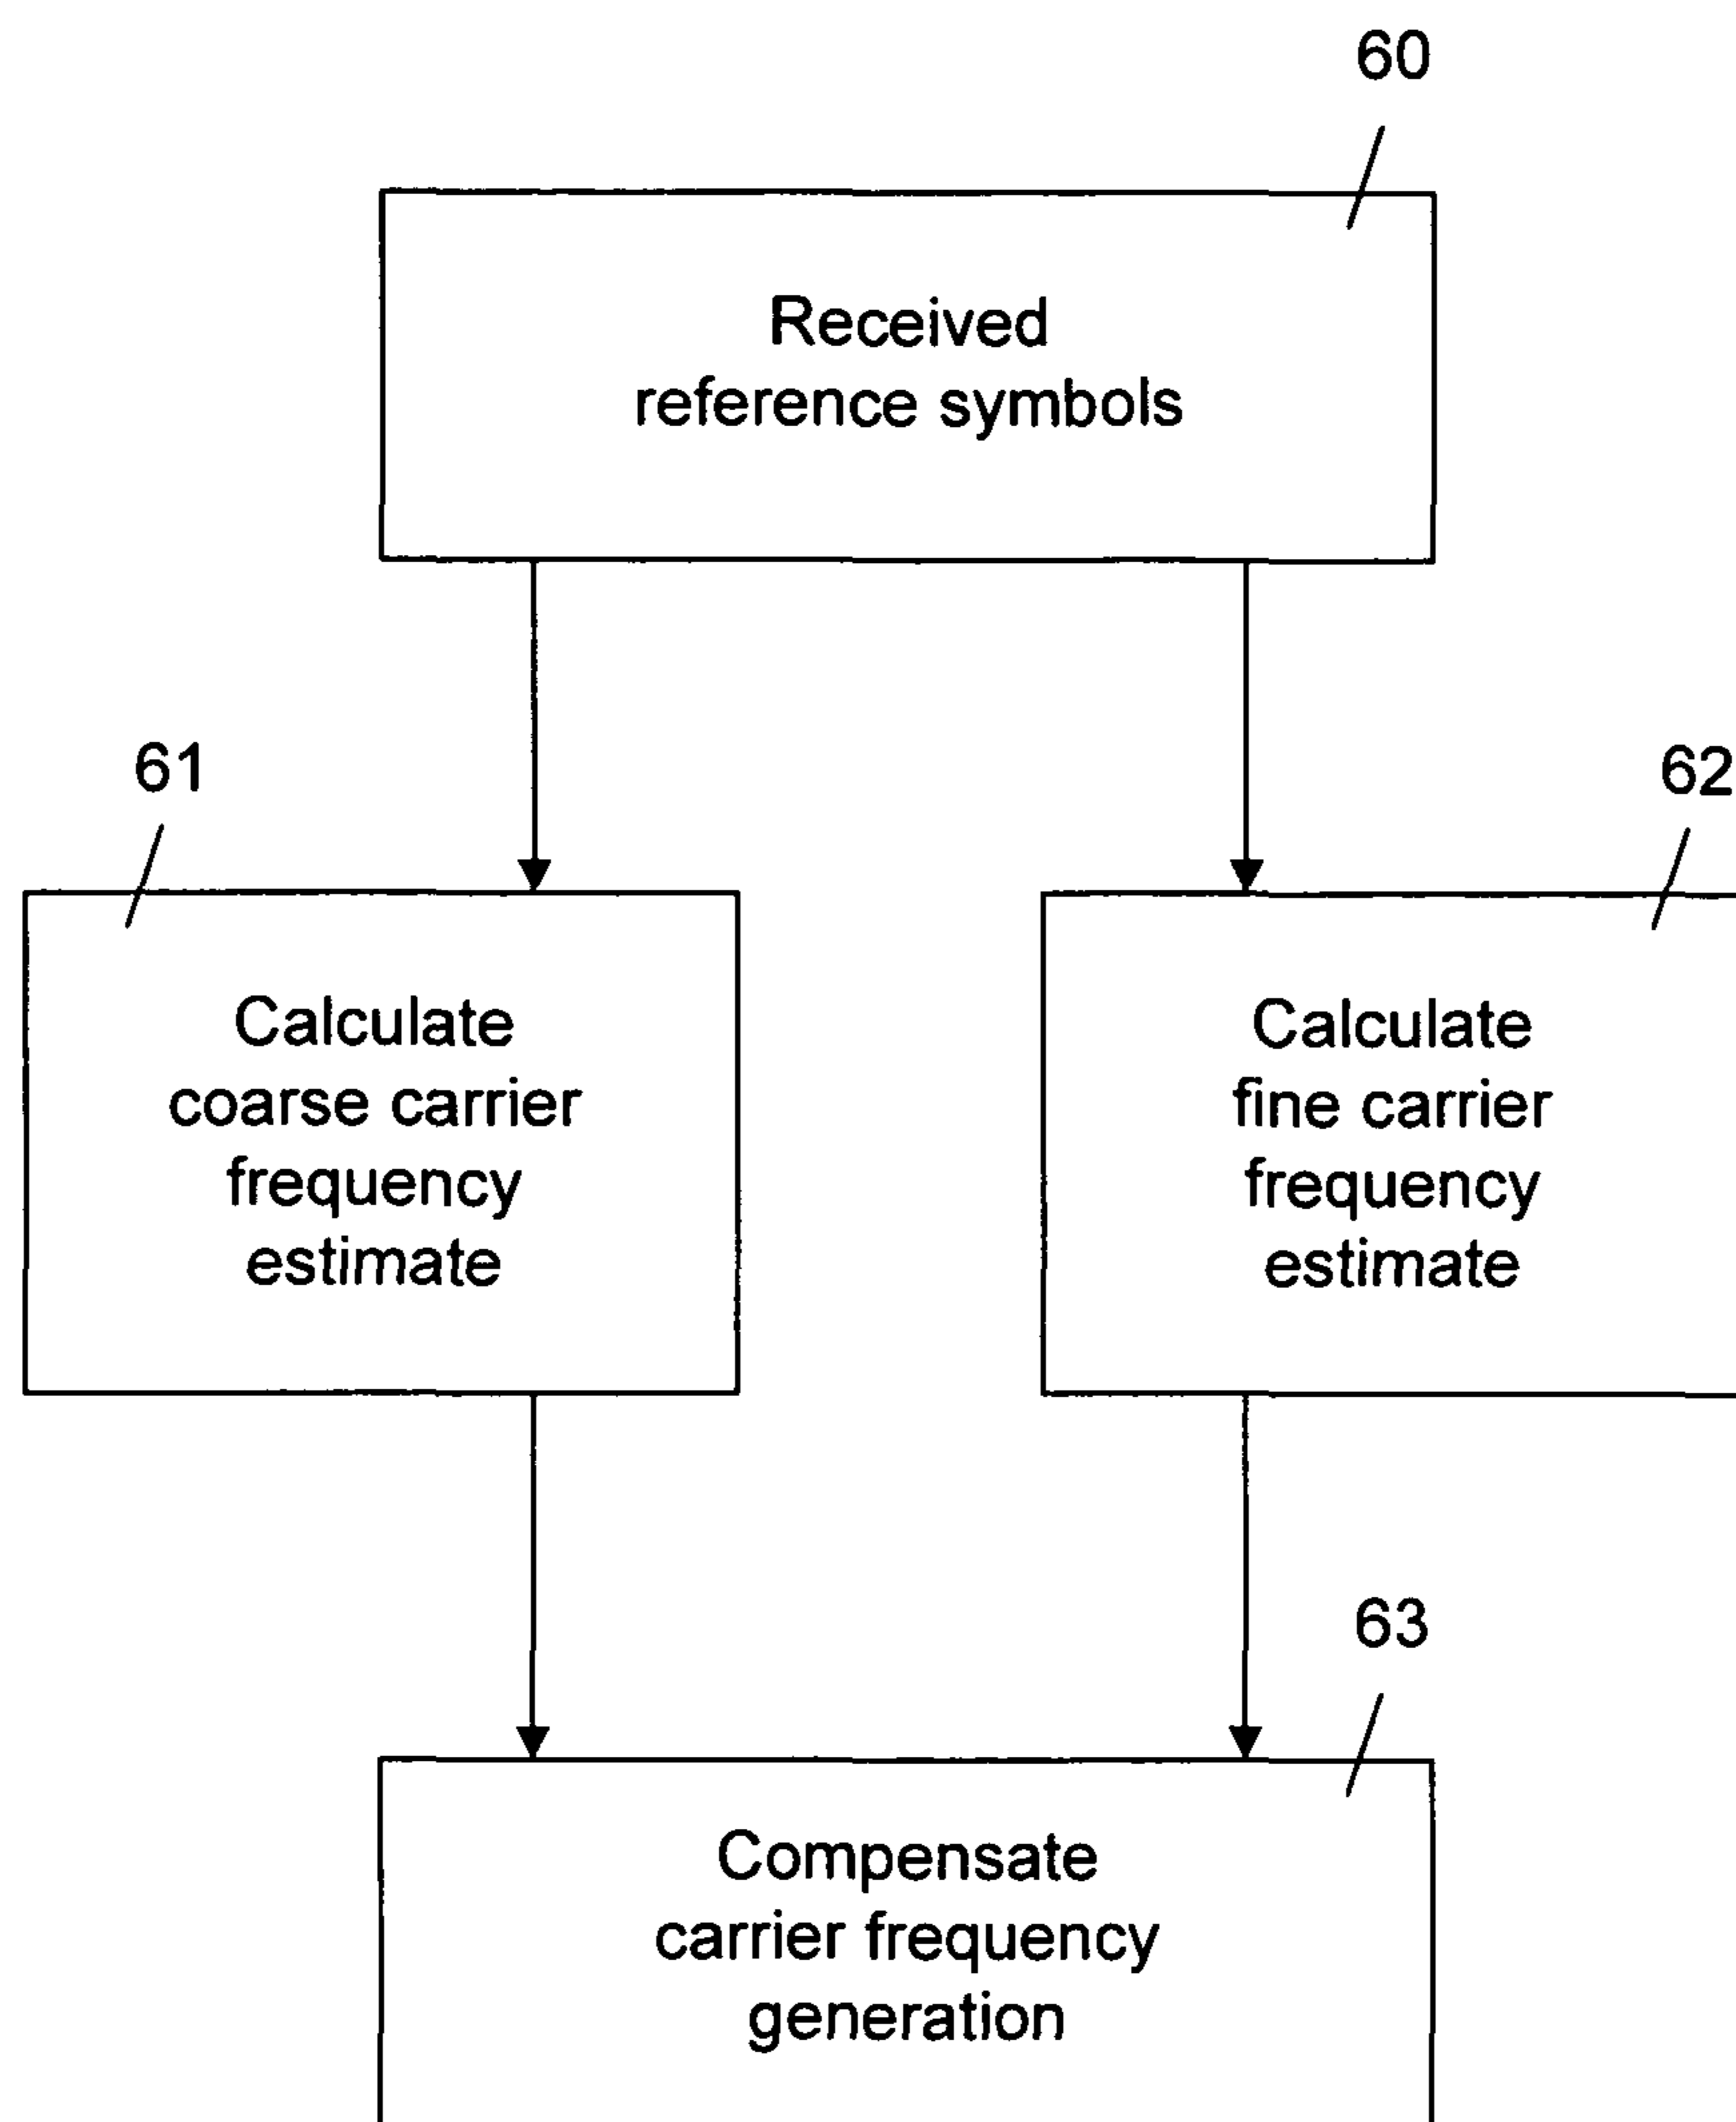 60
Received
reference symbols
61
62
Calculate
coarse carrier
frequency
estimate
Calculate
fine carrier
frequency
estimate
63
Compensate
carrier frequency
generation